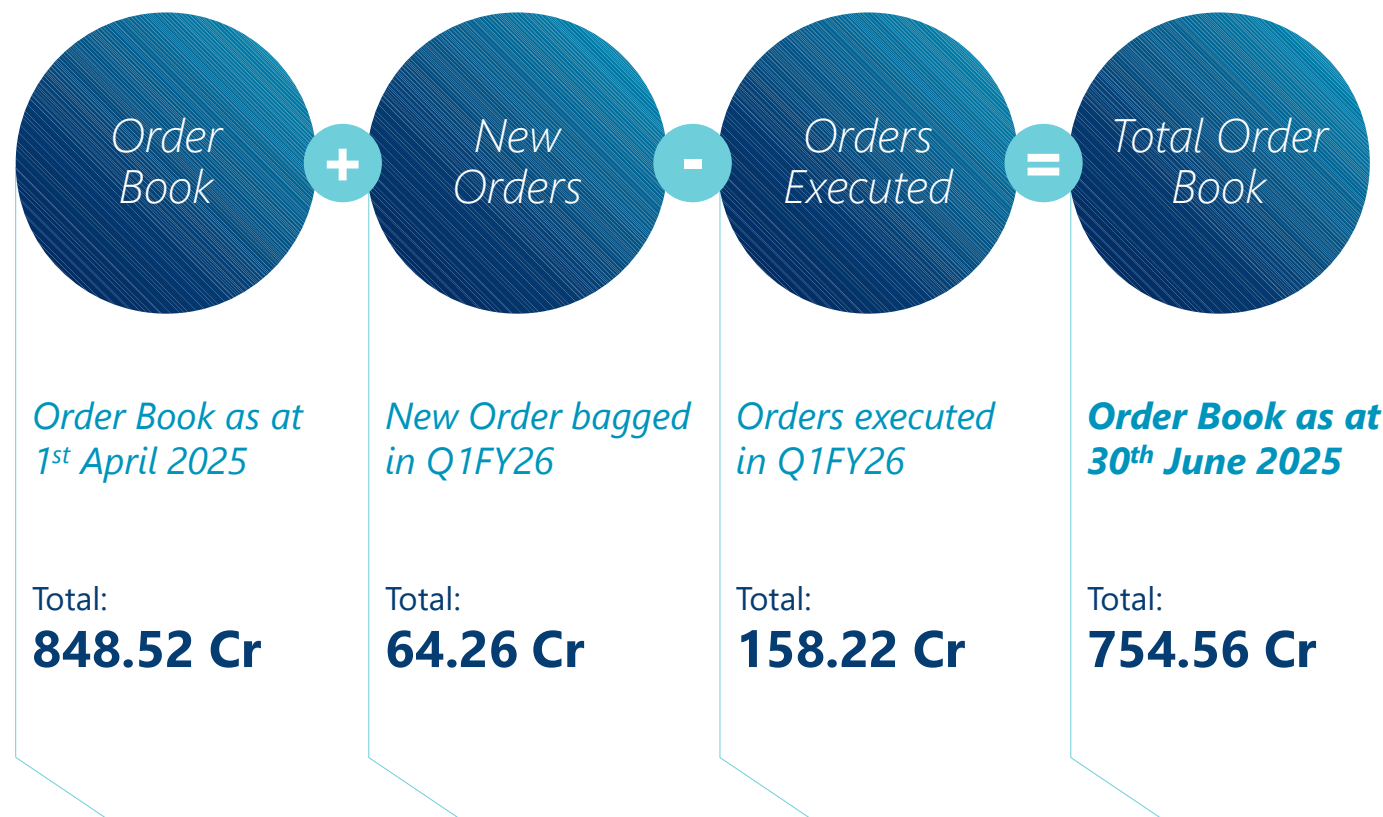 Order
Book
+
New
Orders
-
Orders
Executed
=
Total Order
Book
Order Book as at
1st April 2025
Total:
848.52 Cr
New Order bagged
in Q1FY26
Total:
64.26 Cr
Orders executed
in Q1FY26
Total:
158.22 Cr
Order Book as at
30th June 2025
Total:
754.56 Cr